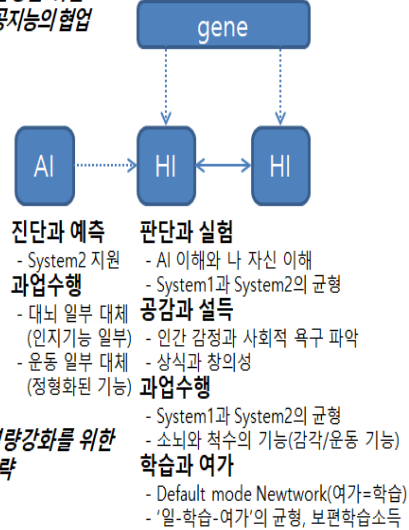 공지능의 협업
gene
AI
HI
HI
진단과 예측
- System2 지원
과업수행
- 대뇌 일부 대체
(인지기능 일부)
- 운동 일부 대체
(정형화된 기능)
판단과 실험
- AI 이해와 나 자신 이해
- System1과 System2의 균형
공감과 설득
- 인간 감정과 사회적 욕구 파악
- 상식과 창의성
과업수행
- System1과 System2의 균형
- 소뇌와 척수의 기능(감각/운동 기능)
학습과 여가
- Default mode Newtwork(여가=학습)
- '일-학습-여가'의 균형, 보편학습소득
량강화를 위한
략